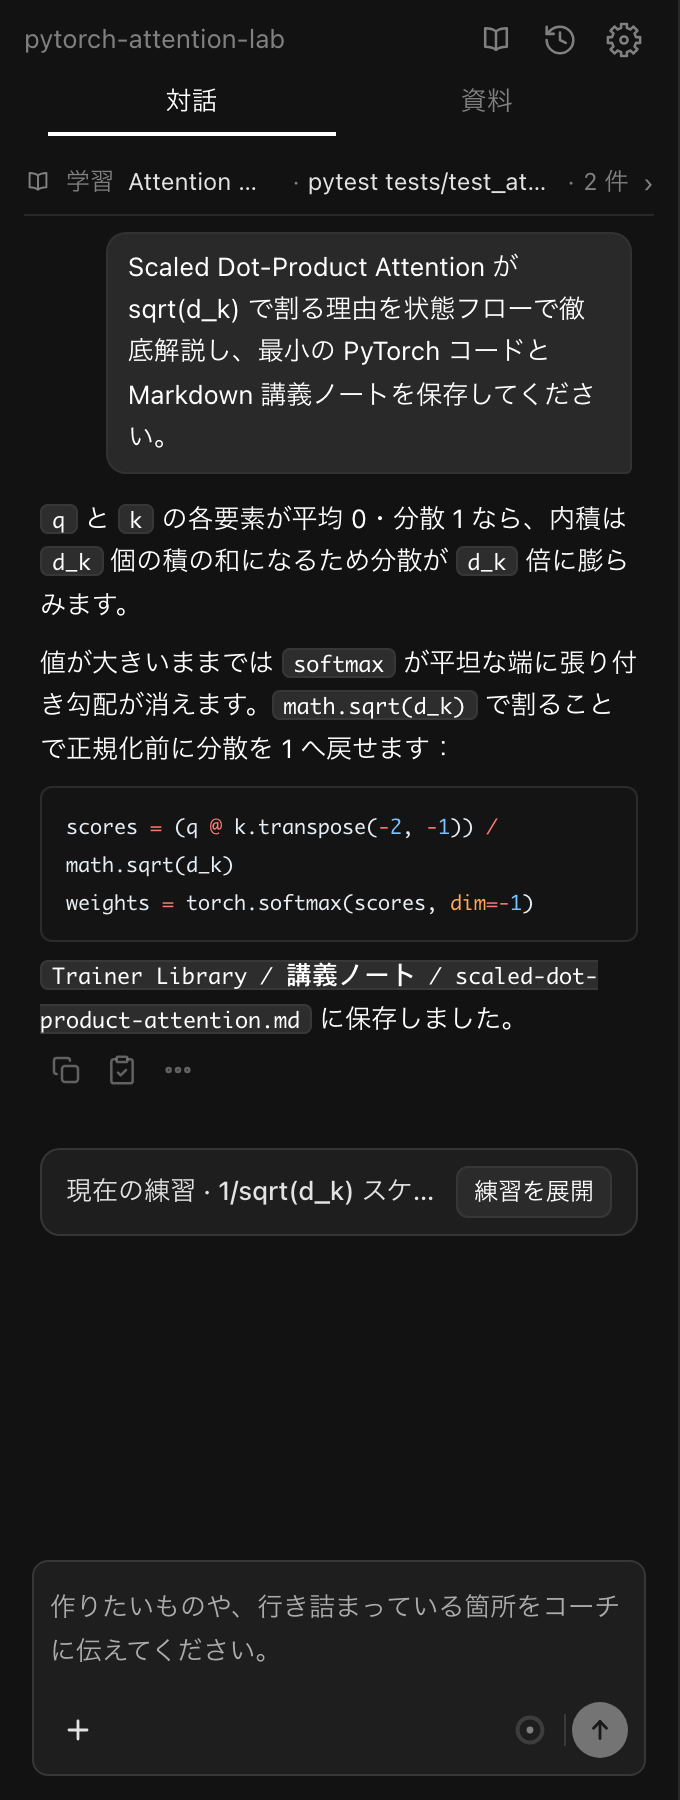 pytorch-attention-lab
対話 資料
学習 Attention ... · pytest tests/test_at... · 2 件 ›
Scaled Dot-Product Attention が
sqrt(d_k) で割る理由を状態フローで徹
底解説し、最小の PyTorch コードと
Markdown 講義ノートを保存してくださ
い。
q と k の各要素が平均 0・分散 1 なら、内積は
d_k 個の積の和になるため分散が d_k 倍に膨ら
みます。
値が大きいままでは softmax が平坦な端に張り付
き勾配が消えます。math.sqrt(d_k) で割ること
で正規化前に分散を 1 へ戻せます：
scores = (q @ k.transpose(-2, -1)) /
math.sqrt(d_k)
weights = torch.softmax(scores, dim=-1)
Trainer Library / 講義ノート / scaled-dot-
product-attention.md に保存しました。
現在の練習 · 1/sqrt(d_k) スケ... 練習を展開
作りたいものや、行き詰まっている箇所をコーチ
に伝えてください。